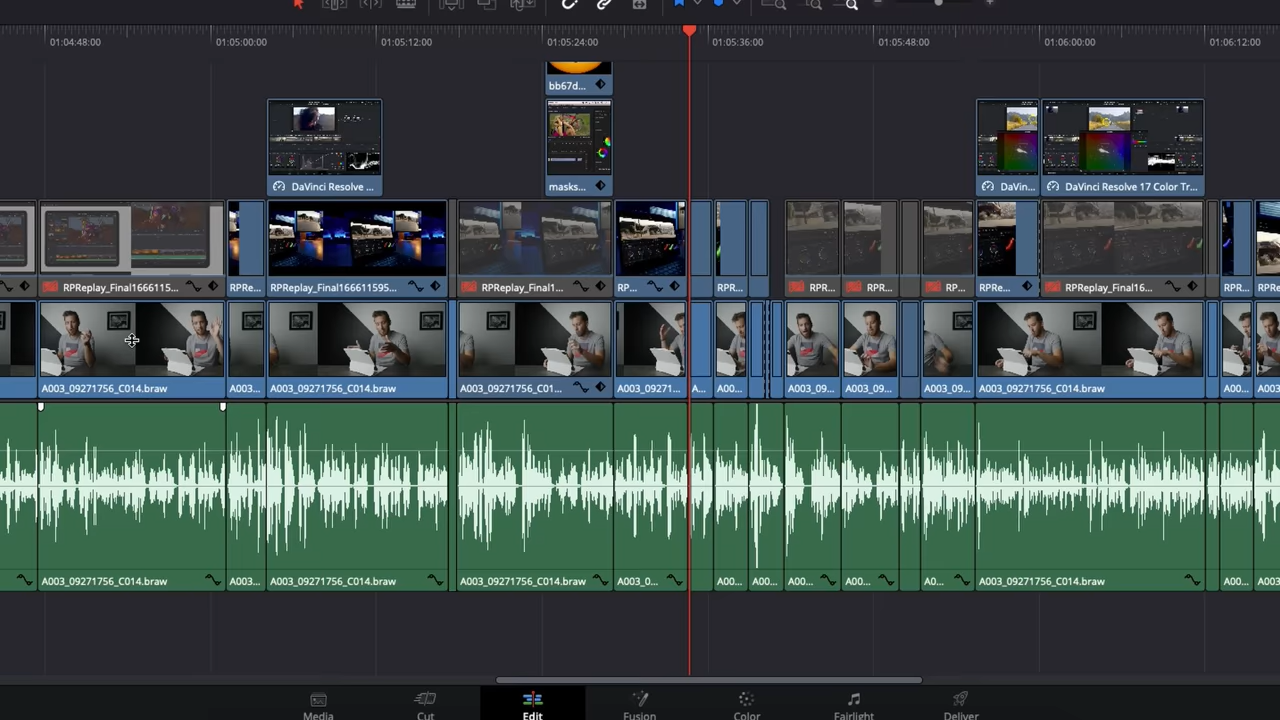 01:04:48:00 01:05:00:00 01:05:12:00 01:05:24:00 01:05:36:00 01:05:48:00 01:06:00:00 01:06:12:00
bb67d...
DaVinci Resolve ... masks... DaVin... DaVinci Resolve 17 Color Tr...
RPReplay_Final1666115... RPRe... RPReplay_Final166611595... RPReplay_Final1... RP... RPR... RPR... RPR... RP... RPRe... RPReplay_Final16... RPR... RPRe
A003_09271756_C014.braw A003... A003_09271756_C014.braw A003_09271756_C01... A003_09271... A... A00... A003_09... A003_09... A003_09... A003_09271756_C014.braw A00... A003
A003_09271756_C014.braw A003... A003_09271756_C014.braw A003_09271756_C014.braw A003_0... A00... A00... A00... A00... A0... A003_09271756_C014.braw A00... A003
Media Cut Edit Fusion Color Fairlight Deliver